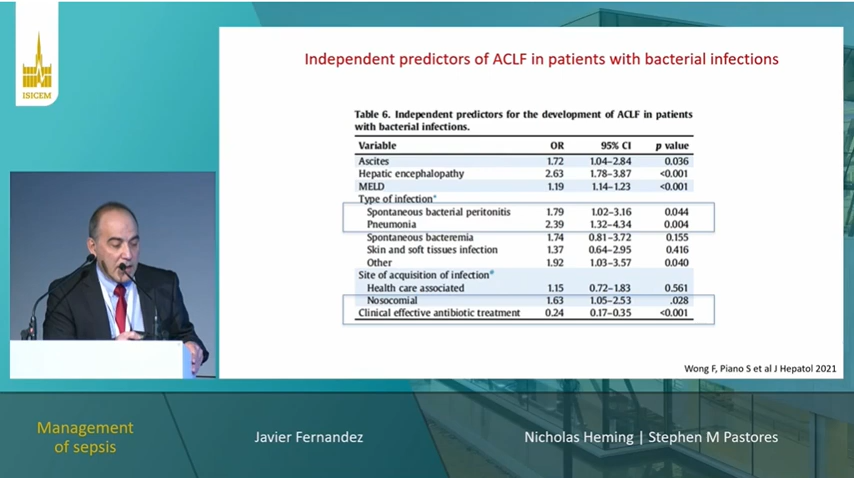 ISICEM
Independent predictors of ACLF in patients with bacterial infections
Table 6. Independent predictors for the development of ACLF in patients
with bacterial infections.
Variable OR 95% CI p value
Ascites 1.72 1.04–2.84 0.036
Hepatic encephalopathy 2.63 1.78–3.87 <0.001
MELD 1.19 1.14–1.23 <0.001
Type of infection*
Spontaneous bacterial peritonitis 1.79 1.02–3.16 0.044
Pneumonia 2.39 1.32–4.34 0.004
Spontaneous bacteremia 1.74 0.81–3.72 0.155
Skin and soft tissues infection 1.37 0.64–2.95 0.416
Other 1.92 1.03–3.57 0.040
Site of acquisition of infection*
Health care associated 1.15 0.72–1.83 0.561
Nosocomial 1.63 1.05–2.53 .028
Clinical effective antibiotic treatment 0.24 0.17–0.35 <0.001
Wong F, Piano S et al J Hepatol 2021
Management
of sepsis
Javier Fernandez
Nicholas Heming | Stephen M Pastores